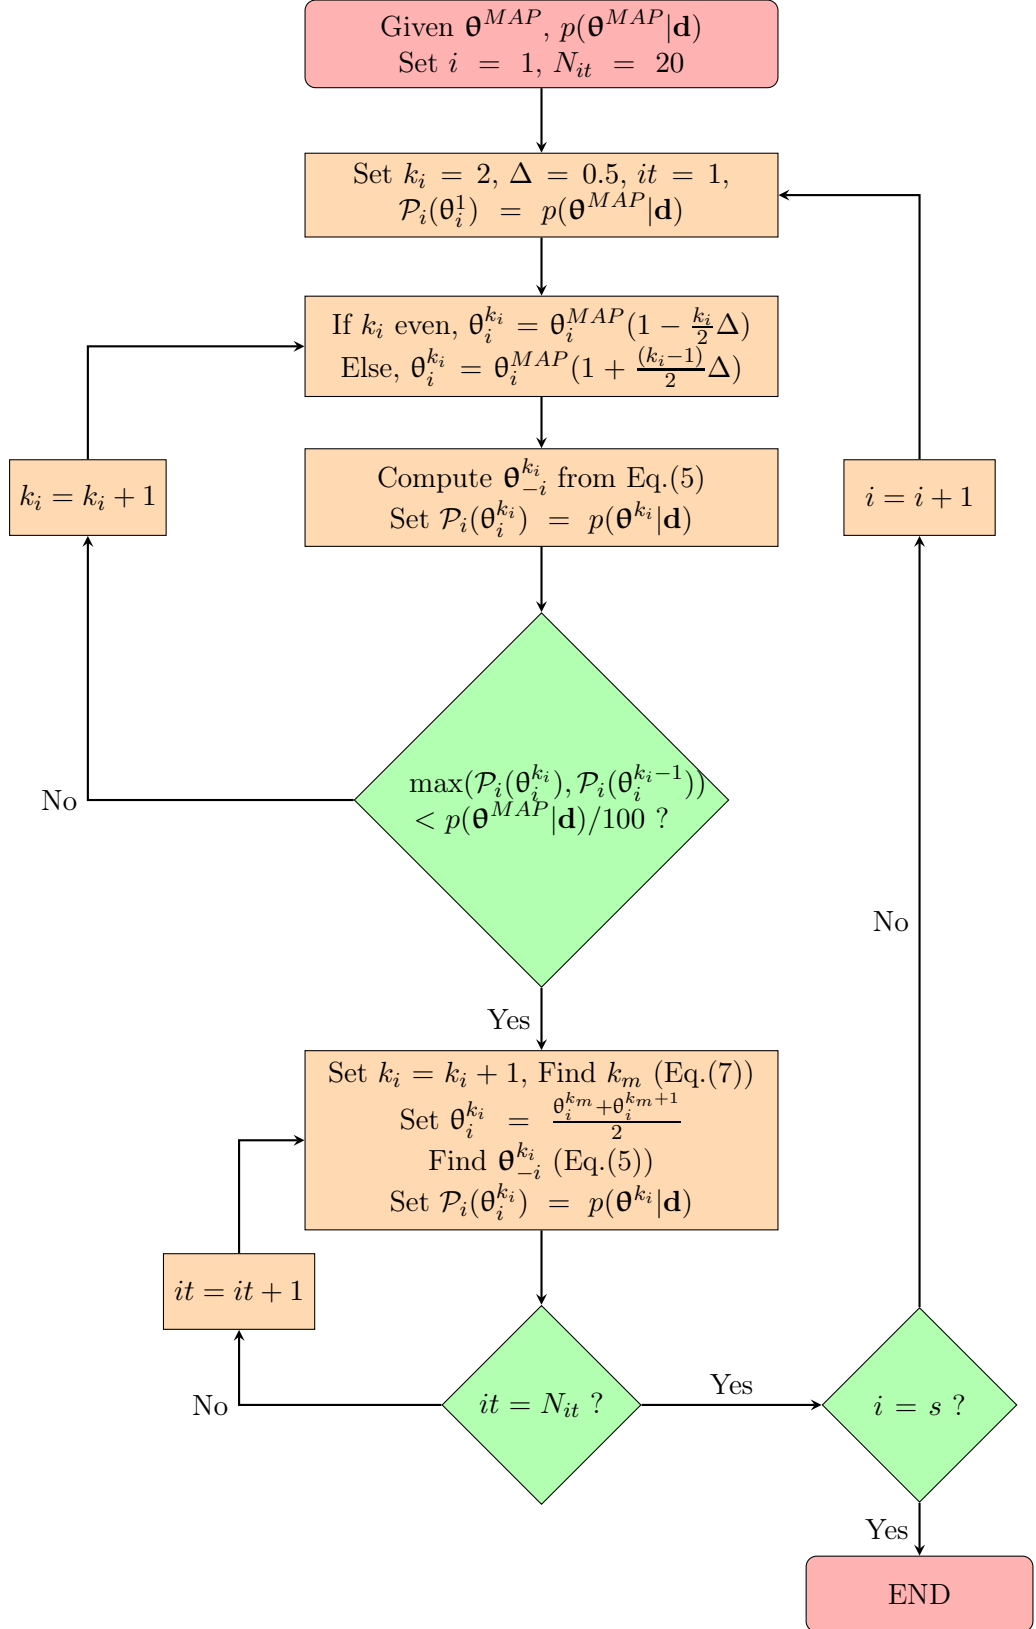 Given θ^{MAP}, p(θ^{MAP}|d)
Set i = 1, N_{it} = 20
Set k_i = 2, Δ = 0.5, it = 1,
𝒫_i(θ_i^1) = p(θ^{MAP}|d)
If k_i even, θ_i^{k_i} = θ_i^{MAP}(1 − \frac{k_i}{2}Δ)
Else, θ_i^{k_i} = θ_i^{MAP}(1 + \frac{(k_i−1)}{2}Δ)
k_i = k_i + 1
Compute θ_{−i}^{k_i} from Eq.(5)
Set 𝒫_i(θ_i^{k_i}) = p(θ^{k_i}|d)
i = i + 1
max(𝒫_i(θ_i^{k_i}), 𝒫_i(θ_i^{k_i−1}))
< p(θ^{MAP}|d)/100 ?
No
No
Yes
Set k_i = k_i + 1, Find k_m (Eq.(7))
Set θ_i^{k_i} = \frac{θ_i^{k_m}+θ_i^{k_m+1}}{2}
Find θ_{−i}^{k_i} (Eq.(5))
Set 𝒫_i(θ_i^{k_i}) = p(θ^{k_i}|d)
it = it + 1
No
it = N_{it} ?
Yes
i = s ?
Yes
END